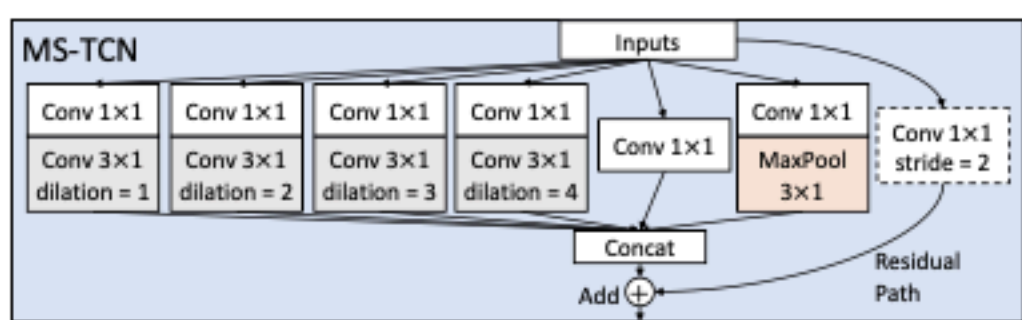 MS-TCN
Inputs
Conv 1×1
Conv 3×1
dilation = 1
Conv 1×1
Conv 3×1
dilation = 2
Conv 1×1
Conv 3×1
dilation = 3
Conv 1×1
Conv 3×1
dilation = 4
Conv 1×1
Conv 1×1
MaxPool
3×1
Conv 1×1
stride = 2
Concat
Add
Residual
Path